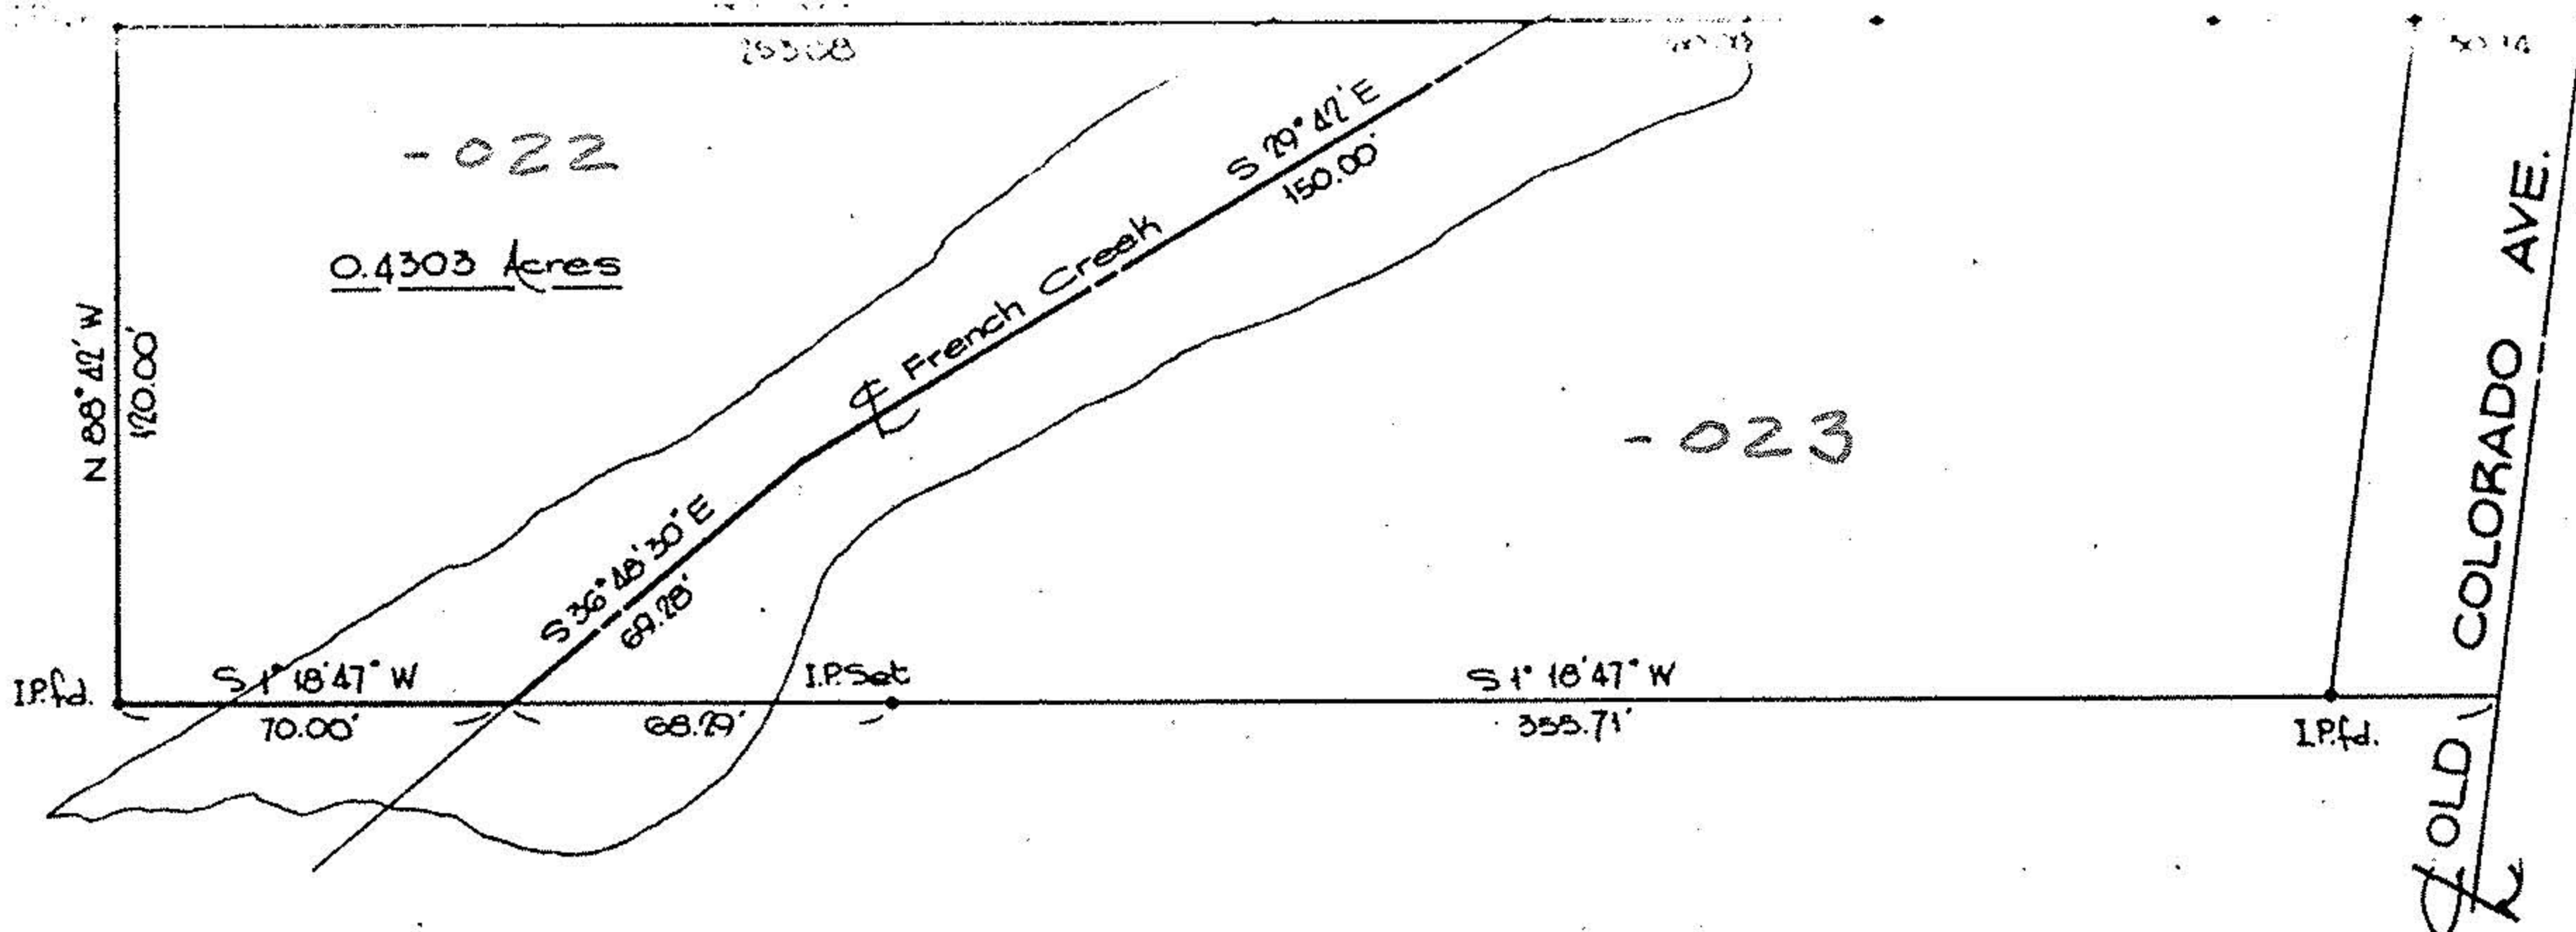 -022
0.4303 Acres
N 88° 42' W
120.00'
S 29° 42' E
150.00'
℄ French Creek
-023
S 36° 48' 30" E
69.28'
I.P.fd.
S 1° 18' 47" W
70.00'
68.29'
I.P.Set
S 1° 18' 47" W
355.71'
I.P.fd.
℄ OLD COLORADO AVE.